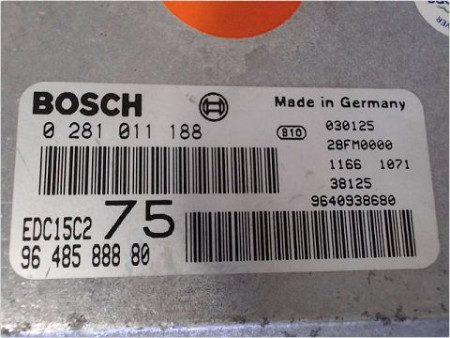 BOSCH
Made in Germany
0 281 011 188
810
030125
28FM0000
1166 1071
38125
9640938680
EDC15C2
75
96 485 888 80